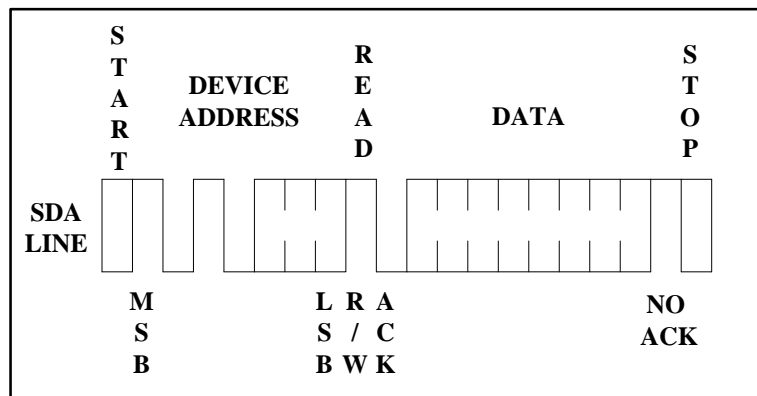 START
DEVICE
ADDRESS
READ
DATA
STOP
SDA
LINE
MSB
LSB
R/W
ACK
NO
ACK